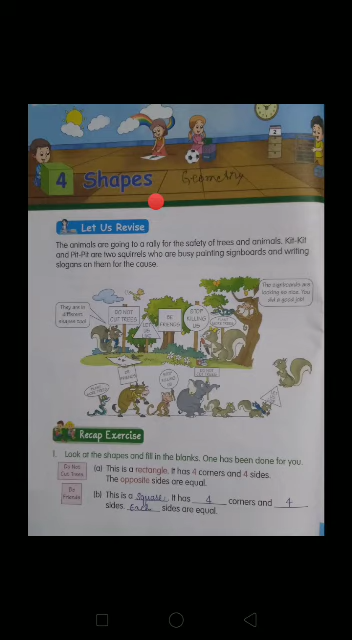 2
4 Shapes Geometry
Let Us Revise
The animals are going to a rally for the safety of trees and animals. Kit-Kit
and Pit-Pit are two squirrels who are busy painting signboards and writing
slogans on them for the cause.
They are in
different
shapes too!
DO NOT
CUT TREES
BE
FRIENDS
STOP
KILLING
US
The signboards are
looking so nice. You
did a good job!
Recap Exercise
1. Look at the shapes and fill in the blanks. One has been done for you.
Do Not
Cut Trees
(a) This is a rectangle. It has 4 corners and 4 sides.
The opposite sides are equal.
Be
Friends
(b) This is a Square. It has 4 corners and 4
sides. Each sides are equal.